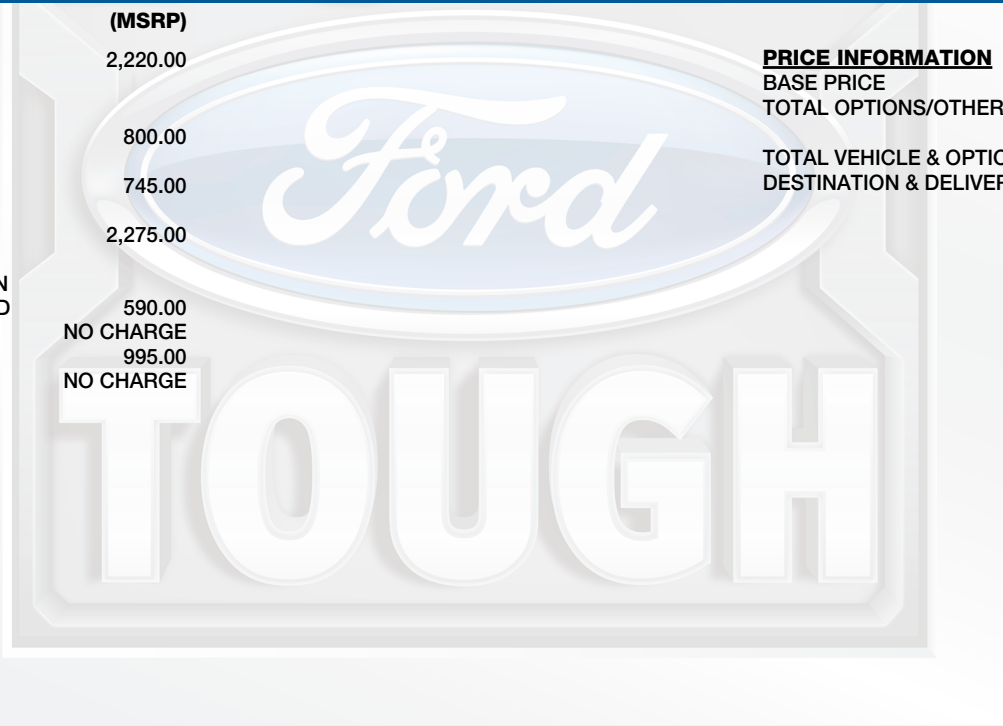 (MSRP)
2,220.00
800.00
745.00
2,275.00
590.00
NO CHARGE
995.00
NO CHARGE
PRICE INFORMATION
BASE PRICE
TOTAL OPTIONS/OTHER
TOTAL VEHICLE & OPTIO
DESTINATION & DELIVER
Ford
TOUGH